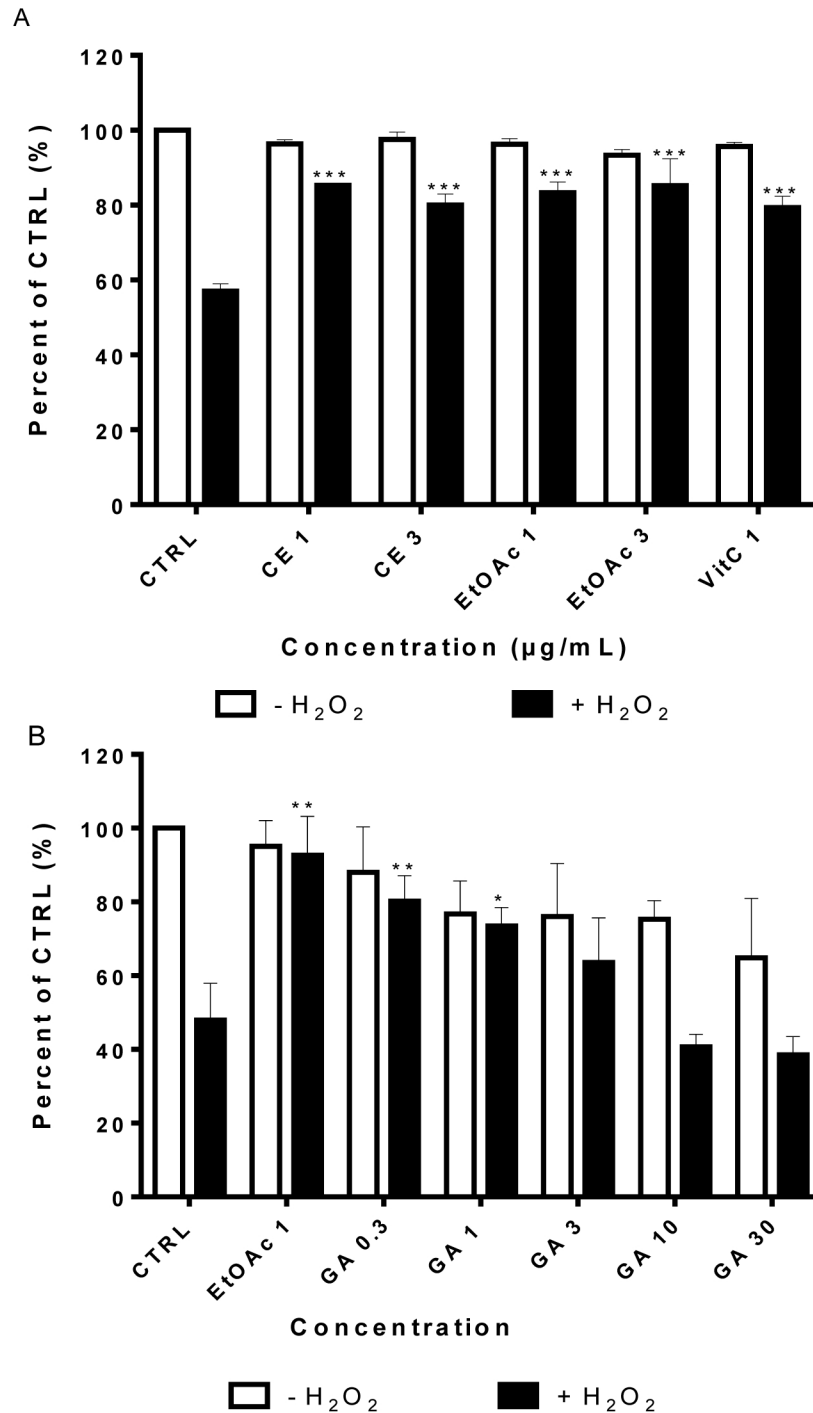 A
Percent of CTRL (%)
120
100
80
60
40
20
0
***
***
***
***
***
CTRL
CE 1
CE 3
EtOAc 1
EtOAc 3
VitC 1
Concentration (µg/mL)
- H₂O₂
+ H₂O₂
B
Percent of CTRL (%)
120
100
80
60
40
20
0
**
**
*
CTRL
EtOAc 1
GA 0.3
GA 1
GA 3
GA 10
GA 30
Concentration
- H₂O₂
+ H₂O₂